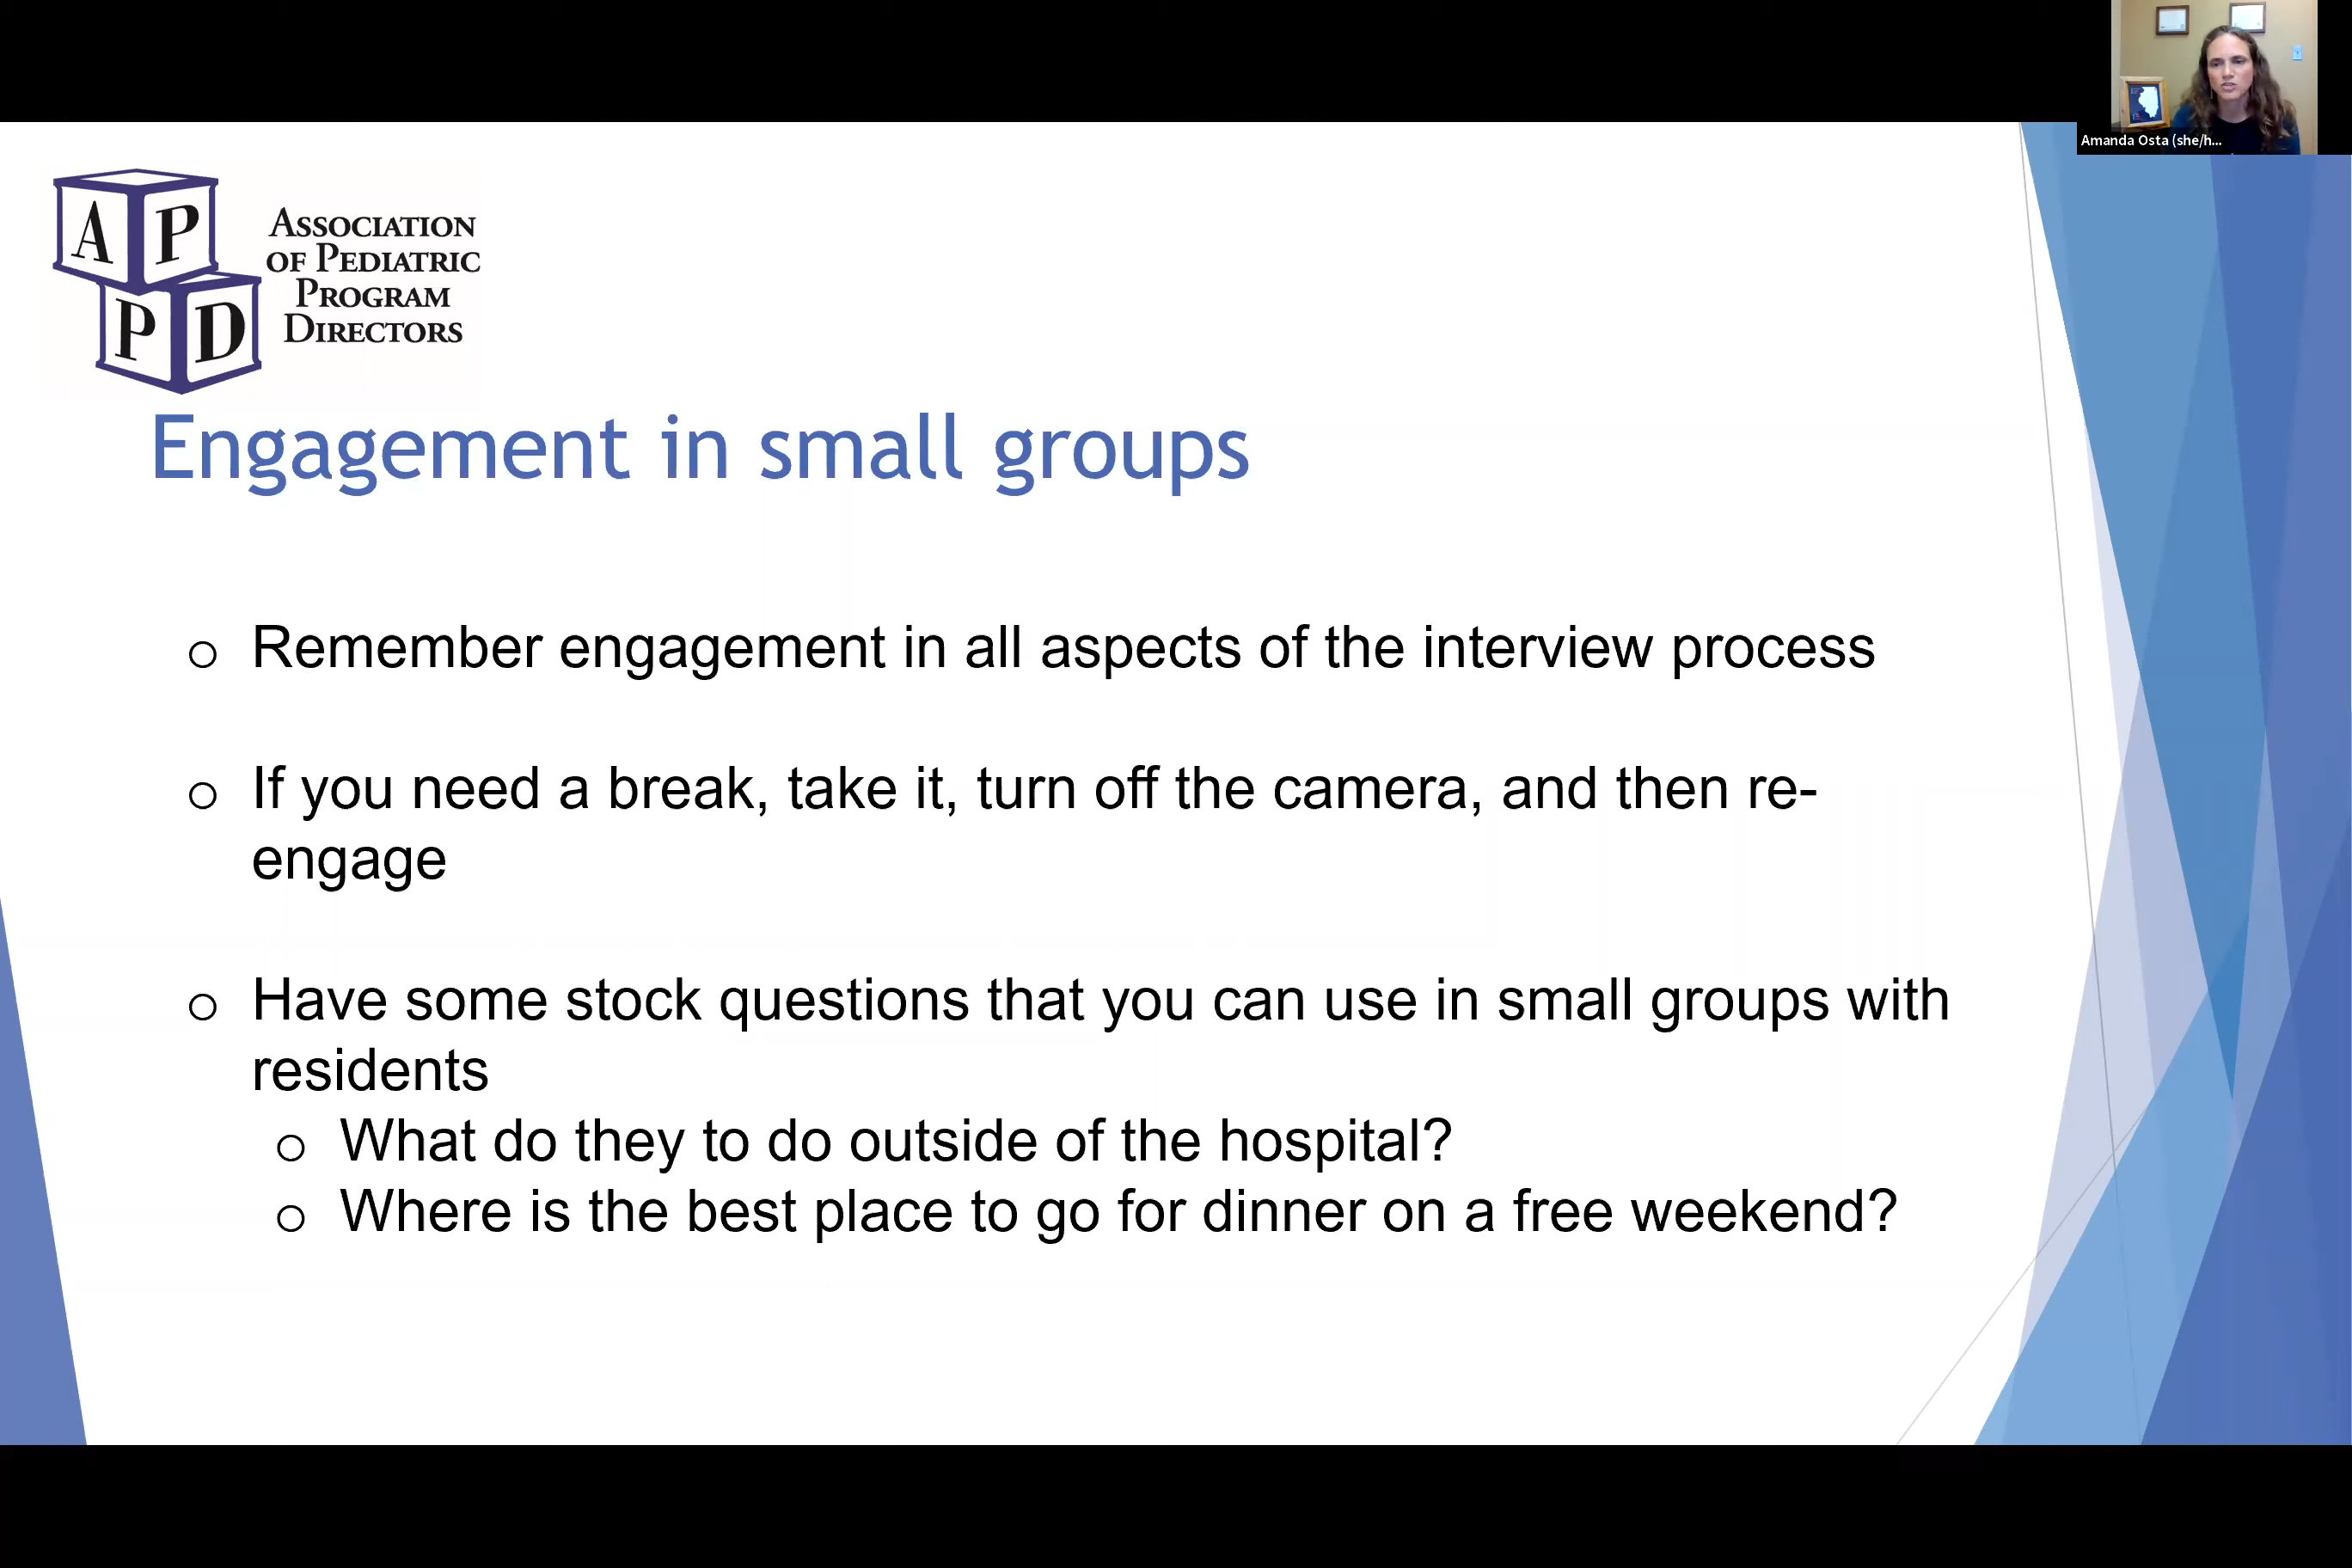 Amanda Osta (she/h...
A P
P D
ASSOCIATION
OF PEDIATRIC
PROGRAM
DIRECTORS
Engagement in small groups
o Remember engagement in all aspects of the interview process
o If you need a break, take it, turn off the camera, and then re-
engage
o Have some stock questions that you can use in small groups with
residents
o What do they to do outside of the hospital?
o Where is the best place to go for dinner on a free weekend?